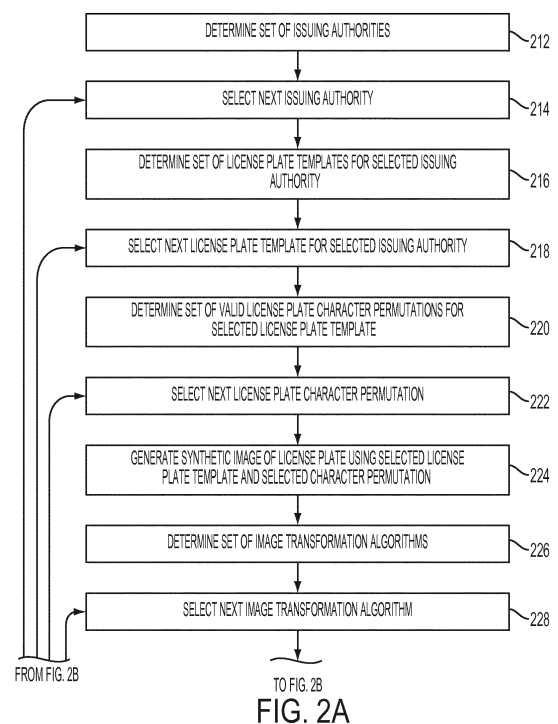 DETERMINE SET OF ISSUING AUTHORITIES
212
SELECT NEXT ISSUING AUTHORITY
214
DETERMINE SET OF LICENSE PLATE TEMPLATES FOR SELECTED ISSUING
AUTHORITY
216
SELECT NEXT LICENSE PLATE TEMPLATE FOR SELECTED ISSUING AUTHORITY
218
DETERMINE SET OF VALID LICENSE PLATE CHARACTER PERMUTATIONS FOR
SELECTED LICENSE PLATE TEMPLATE
220
SELECT NEXT LICENSE PLATE CHARACTER PERMUTATION
222
GENERATE SYNTHETIC IMAGE OF LICENSE PLATE USING SELECTED LICENSE
PLATE TEMPLATE AND SELECTED CHARACTER PERMUTATION
224
DETERMINE SET OF IMAGE TRANSFORMATION ALGORITHMS
226
SELECT NEXT IMAGE TRANSFORMATION ALGORITHM
228
FROM FIG. 2B
TO FIG. 2B
FIG. 2A